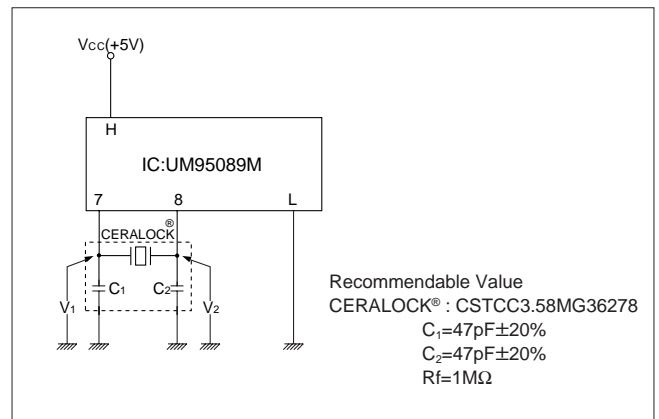 Vcc(+5V)
H
IC:UM95089M
7 8 L
®
CERALOCK
C1 C2
V1 V2
Recommendable Value
CERALOCK® : CSTCC3.58MG36278
C1=47pF±20%
C2=47pF±20%
Rf=1MΩ